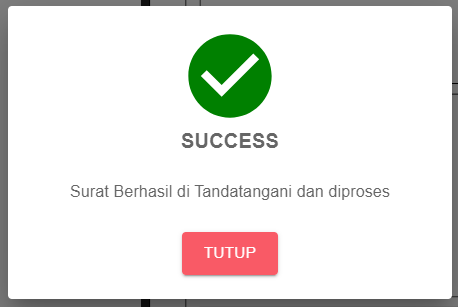 SUCCESS
Surat Berhasil di Tandatangani dan diproses
TUTUP